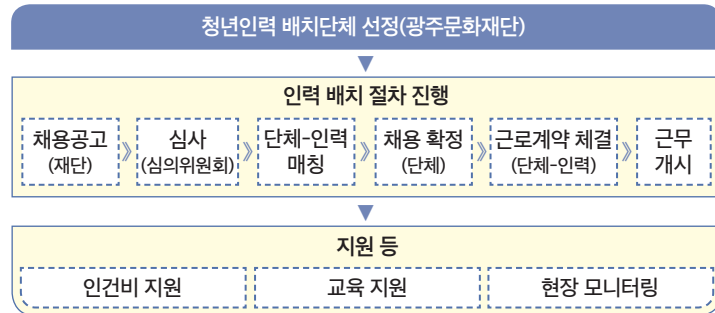 청년인력 배치단체 선정(광주문화재단)
▼
인력 배치 절차 진행
채용공고 》 심사 》 단체-인력 》 채용 확정 》 근로계약 체결 》 근무
(재단) (심의위원회) 매칭 (단체) (단체-인력) 개시
▼
지원 등
인건비 지원 교육 지원 현장 모니터링